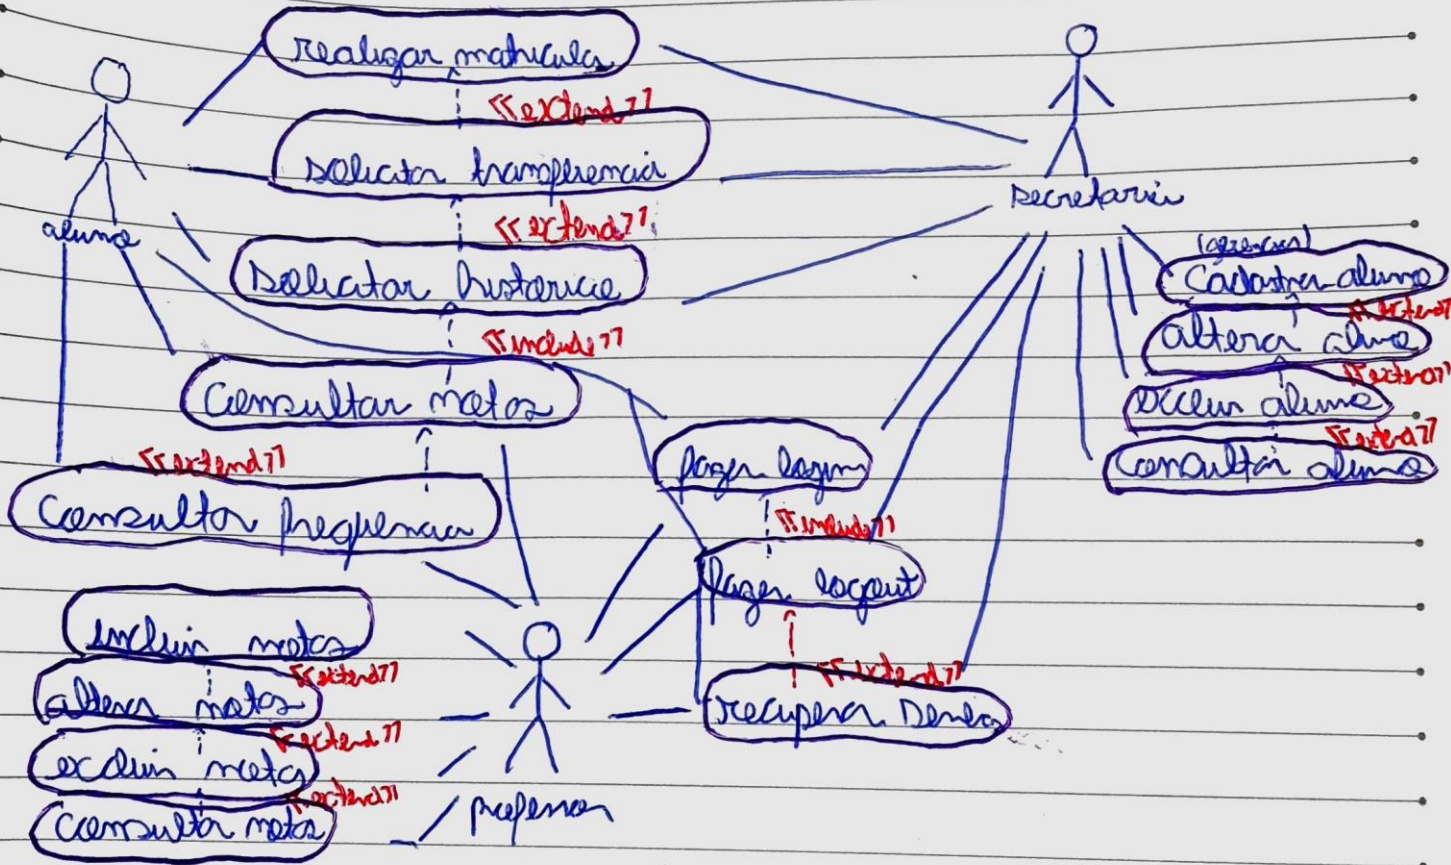 realizar matricula
<<extend>>
solicitar transferencia
<<extend>>
solicitar historico
<<include>>
consultar notas
<<extend>>
consultar freqüencia
aluno
secretaria
(gerenciar)
Cadastrar aluno
<<extend>>
altera aluno
<<extend>>
excluir aluno
<<extend>>
consultar aluno
fazer login
<<include>>
fazer logout
<<extend>>
recuperar senha
incluir notas
<<extend>>
altera notas
<<extend>>
excluir notas
<<extend>>
consultar notas
professor